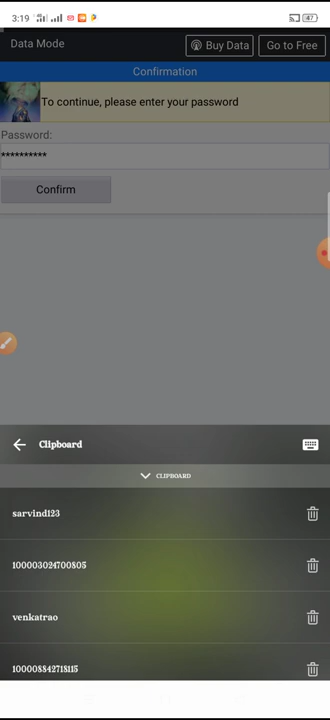 3:19
47
Data Mode
Buy Data
Go to Free
Confirmation
To continue, please enter your password
Password:
**********
Confirm
Clipboard
CLIPBOARD
sarvind123
100003024700805
venkatrao
100008842718115